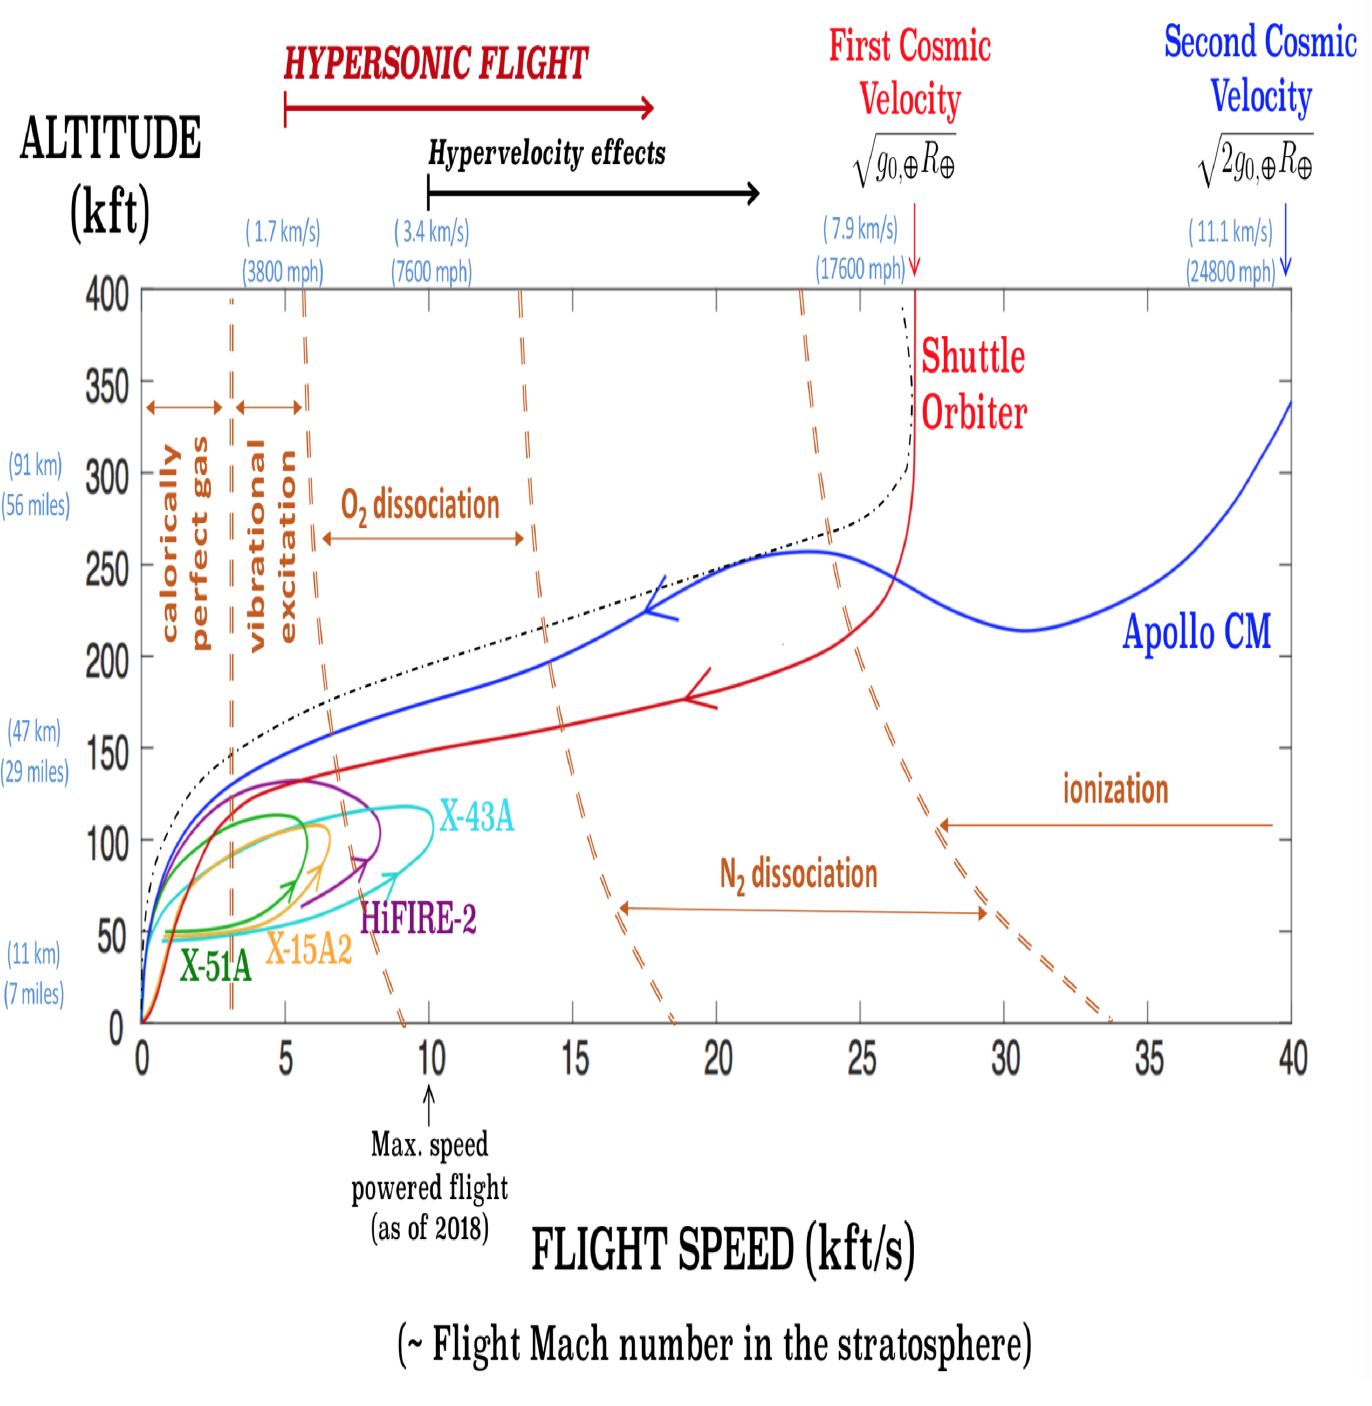 HYPERSONIC FLIGHT
First Cosmic
Velocity
√g0,⊕R⊕
Second Cosmic
Velocity
√2g0,⊕R⊕
ALTITUDE
(kft)
Hypervelocity effects
( 1.7 km/s)
(3800 mph)
( 3.4 km/s)
(7600 mph)
( 7.9 km/s)
(17600 mph)
( 11.1 km/s)
(24800 mph)
400
350
300
250
200
150
100
50
0
(91 km)
(56 miles)
(47 km)
(29 miles)
(11 km)
(7 miles)
calorically
perfect gas
vibrational
excitation
O2 dissociation
Shuttle
Orbiter
Apollo CM
ionization
N2 dissociation
X-43A
HiFIRE-2
X-15A2
X-51A
0 5 10 15 20 25 30 35 40
Max. speed
powered flight
(as of 2018)
FLIGHT SPEED (kft/s)
(~ Flight Mach number in the stratosphere)